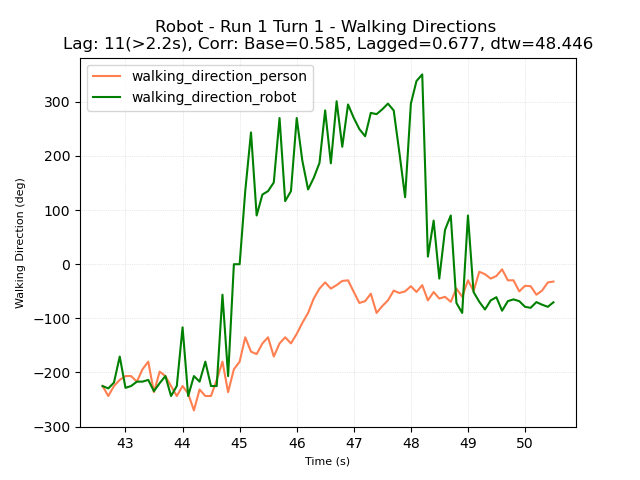 Robot - Run 1 Turn 1 - Walking Directions
Lag: 11(>2.2s), Corr: Base=0.585, Lagged=0.677, dtw=48.446
walking_direction_person
walking_direction_robot
Walking Direction (deg)
300
200
100
0
−100
−200
−300
43 44 45 46 47 48 49 50
Time (s)